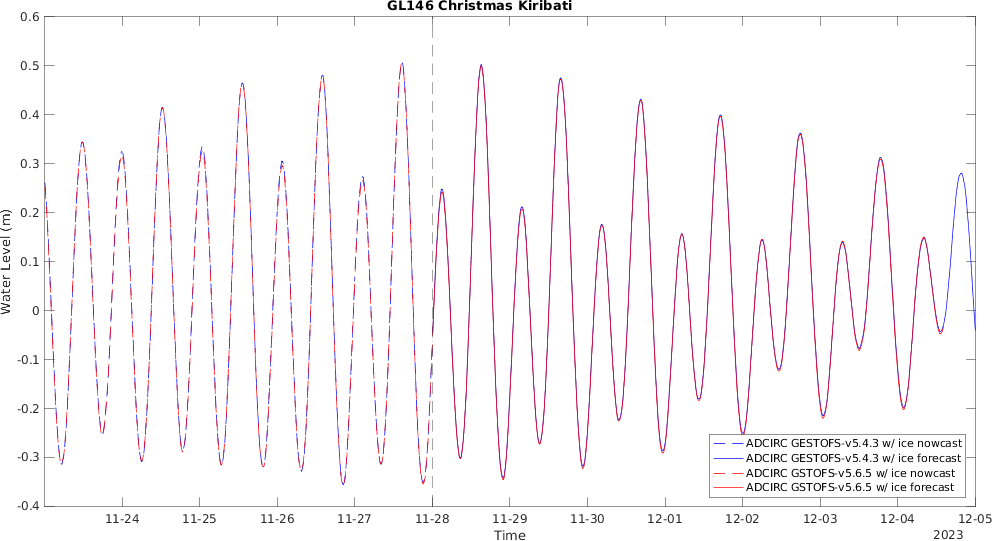 GL146 Christmas Kiribati
0.6
0.5
0.4
0.3
0.2
0.1
0
-0.1
-0.2
-0.3
-0.4
Water Level (m)
11-24 11-25 11-26 11-27 11-28 11-29 11-30 12-01 12-02 12-03 12-04 12-05
2023
Time
ADCIRC GESTOFS-v5.4.3 w/ ice nowcast
ADCIRC GESTOFS-v5.4.3 w/ ice forecast
ADCIRC GSTOFS-v5.6.5 w/ ice nowcast
ADCIRC GSTOFS-v5.6.5 w/ ice forecast